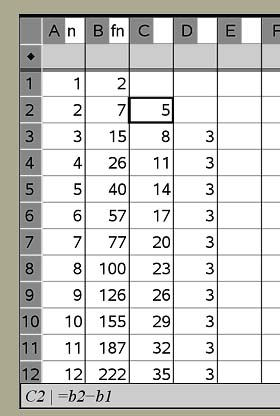 A n B fn C D E F
◆
1 1 2
2 2 7 5
3 3 15 8 3
4 4 26 11 3
5 5 40 14 3
6 6 57 17 3
7 7 77 20 3
8 8 100 23 3
9 9 126 26 3
10 10 155 29 3
11 11 187 32 3
12 12 222 35 3
C2 | =b2−b1